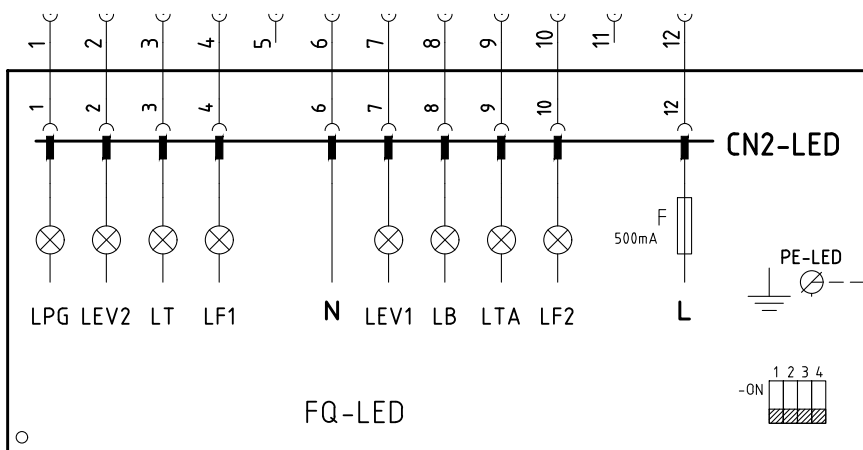 1 2 3 4 5 6 7 8 9 10 11 12
1 2 3 4 6 7 8 9 10 12
CN2-LED
F
500mA
PE-LED
LPG LEV2 LT LF1 N LEV1 LB LTA LF2 L
1 2 3 4
-ON
FQ-LED